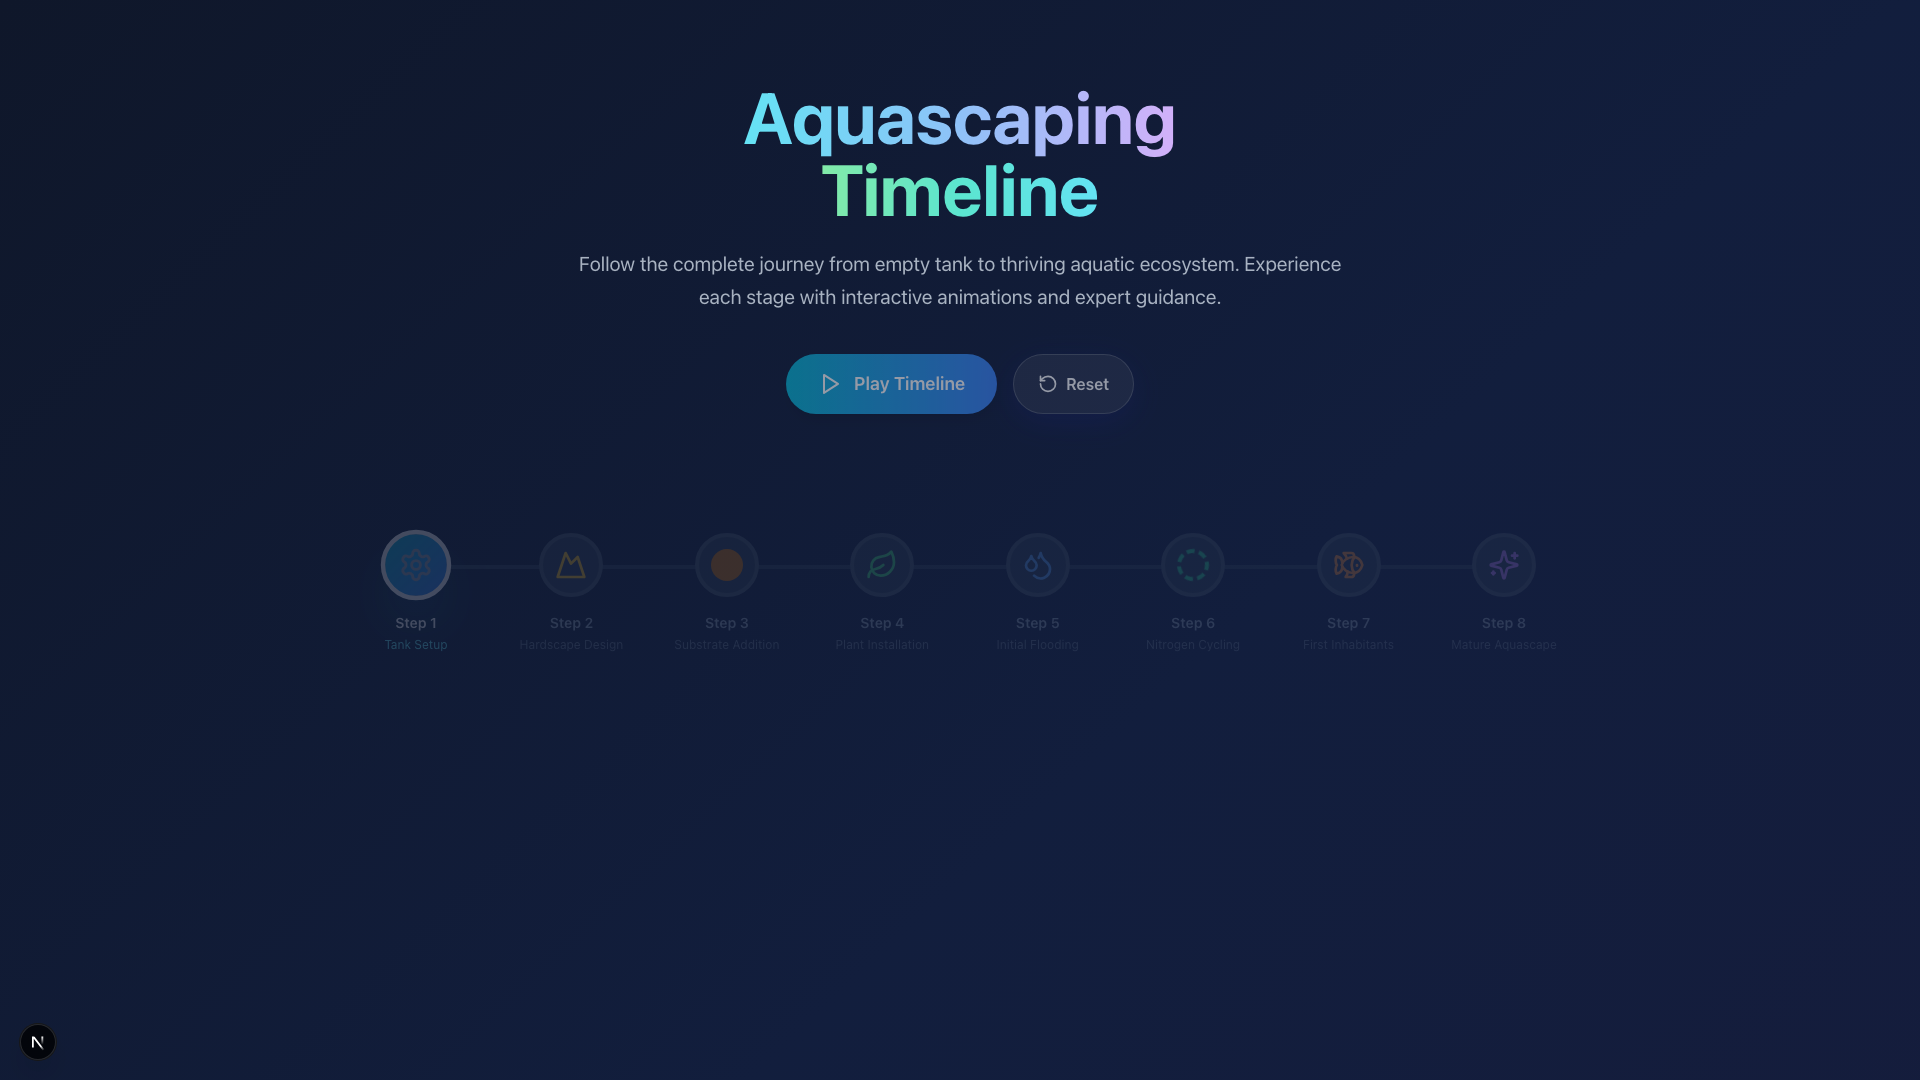 Aquascaping
Timeline
Follow the complete journey from empty tank to thriving aquatic ecosystem. Experience
each stage with interactive animations and expert guidance.
Play Timeline
Reset
Step 1
Tank Setup
Step 2
Hardscape Design
Step 3
Substrate Addition
Step 4
Plant Installation
Step 5
Initial Flooding
Step 6
Nitrogen Cycling
Step 7
First Inhabitants
Step 8
Mature Aquascape
N